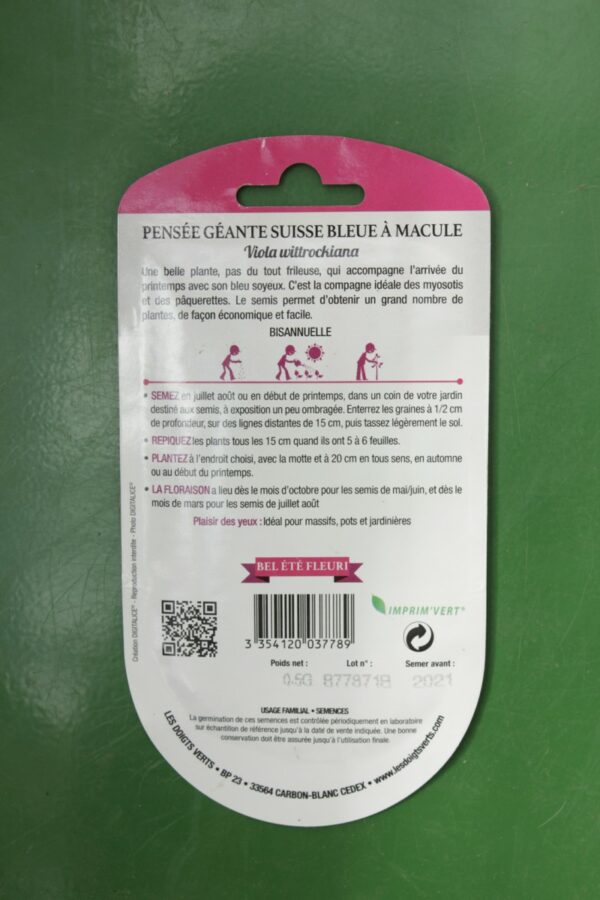 PENSÉE GÉANTE SUISSE BLEUE À MACULE
Viola wittrockiana
Une belle plante, pas du tout frileuse, qui accompagne l'arrivée du
printemps avec son bleu soyeux. C'est la compagne idéale des myosotis
et des pâquerettes. Le semis permet d'obtenir un grand nombre de
plantes, de façon économique et facile.
BISANNUELLE
• SEMEZ en juillet août ou en début de printemps, dans un coin de votre jardin
destiné aux semis, à exposition un peu ombragée. Enterrez les graines à 1/2 cm
de profondeur, sur des lignes distantes de 15 cm, puis tassez légèrement le sol.
• REPIQUEZ les plants tous les 15 cm quand ils ont 5 à 6 feuilles.
• PLANTEZ à l'endroit choisi, avec la motte et à 20 cm en tous sens, en automne
ou au début du printemps.
• LA FLORAISON a lieu dès le mois d'octobre pour les semis de mai/juin, et dès le
mois de mars pour les semis de juillet août
Plaisir des yeux : Idéal pour massifs, pots et jardinières
Création DIGITALICE® - Reproduction interdite - Photo DIGITALICE®
BEL ÉTÉ FLEURI
IMPRIM'VERT®
3 354120 037789
Poids net : Lot n° : Semer avant :
0.5G B77871B 2021
USAGE FAMILIAL • SEMENCES
La germination de ces semences est contrôlée périodiquement en laboratoire
sur échantillon de référence jusqu'à la date de vente indiquée. Une bonne
conservation doit être assurée jusqu'à l'utilisation finale.
LES DOIGTS VERTS • BP 23 • 33564 CARBON-BLANC CEDEX • www.lesdoigtsverts.com